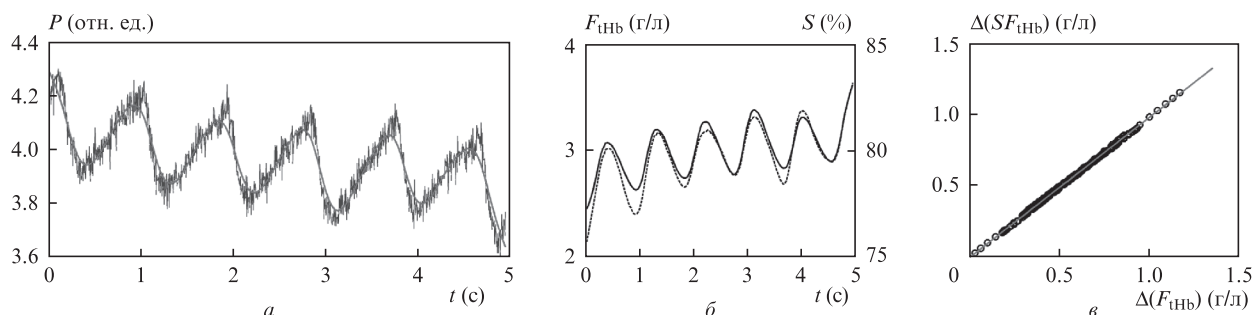 P (отн. ед.)
4.4
4.2
4.0
3.8
3.6
0 1 2 3 4 5
t (с)
а
F_tHb (г/л)
S (%)
4
3
2
85
80
75
0 1 2 3 4 5
t (с)
б
Δ(SF_tHb) (г/л)
1.5
1.0
0.5
0 0.5 1.0 1.5
Δ(F_tHb) (г/л)
в